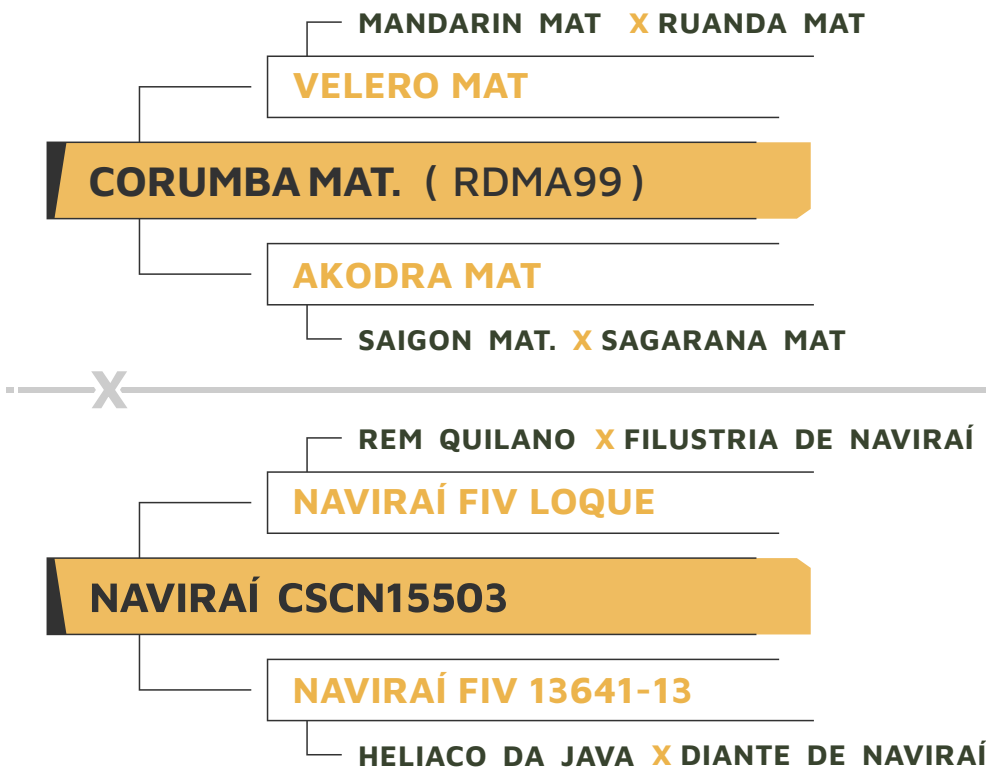 MANDARIN MAT X RUANDA MAT
VELERO MAT
CORUMBA MAT. ( RDMA99 )
AKODRA MAT
SAIGON MAT. X SAGARANA MAT
X
REM QUILANO X FILUSTRIA DE NAVIRAÍ
NAVIRAÍ FIV LOQUE
NAVIRAÍ CSCN15503
NAVIRAÍ FIV 13641-13
HELIACO DA JAVA X DIANTE DE NAVIRAÍ